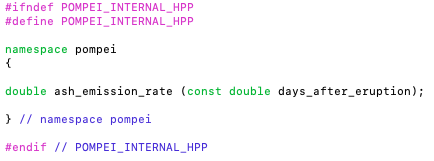 #ifndef POMPEI_INTERNAL_HPP
#define POMPEI_INTERNAL_HPP
namespace pompei
{
double ash_emission_rate (const double days_after_eruption);
} // namespace pompei
#endif // POMPEI_INTERNAL_HPP